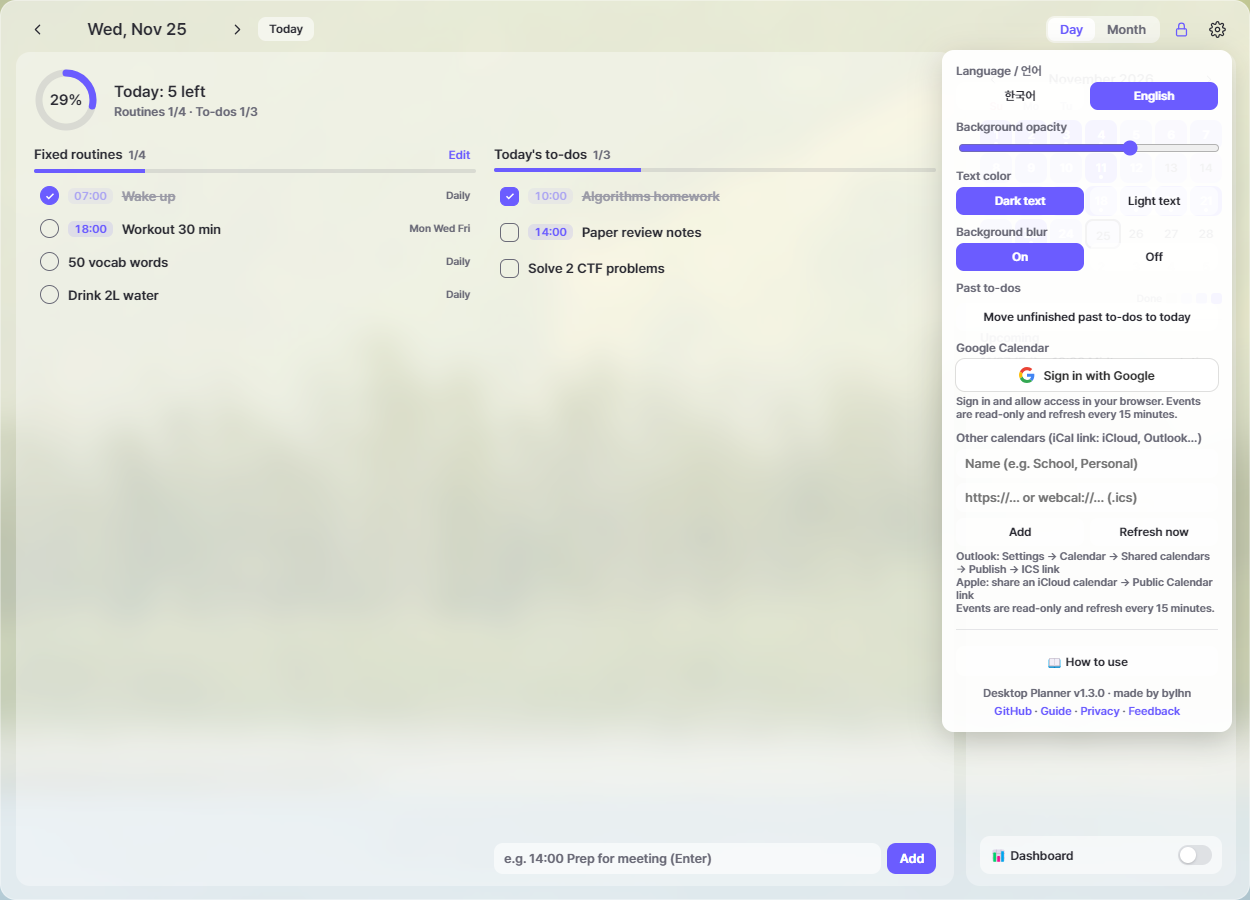 Wed, Nov 25
Today
Day
Month
29%
Today: 5 left
Routines 1/4 · To-dos 1/3
Fixed routines 1/4
Edit
07:00 Wake up Daily
18:00 Workout 30 min Mon Wed Fri
50 vocab words Daily
Drink 2L water Daily
Today's to-dos 1/3
10:00 Algorithms homework
14:00 Paper review notes
Solve 2 CTF problems
e.g. 14:00 Prep for meeting (Enter)
Add
Language / 언어
November 2026
한국어
English
Background opacity
Text color
Dark text
Light text
Background blur
25 26 27 28
On
Off
Past to-dos
Done
Move unfinished past to-dos to today
Google Calendar
Sign in with Google
Sign in and allow access in your browser. Events
are read-only and refresh every 15 minutes.
Other calendars (iCal link: iCloud, Outlook...)
Name (e.g. School, Personal)
https://... or webcal://... (.ics)
Add
Refresh now
Outlook: Settings → Calendar → Shared calendars
→ Publish → ICS link
Apple: share an iCloud calendar → Public Calendar
link
Events are read-only and refresh every 15 minutes.
📖 How to use
Desktop Planner v1.3.0 · made by bylhn
GitHub · Guide · Privacy · Feedback
📊 Dashboard